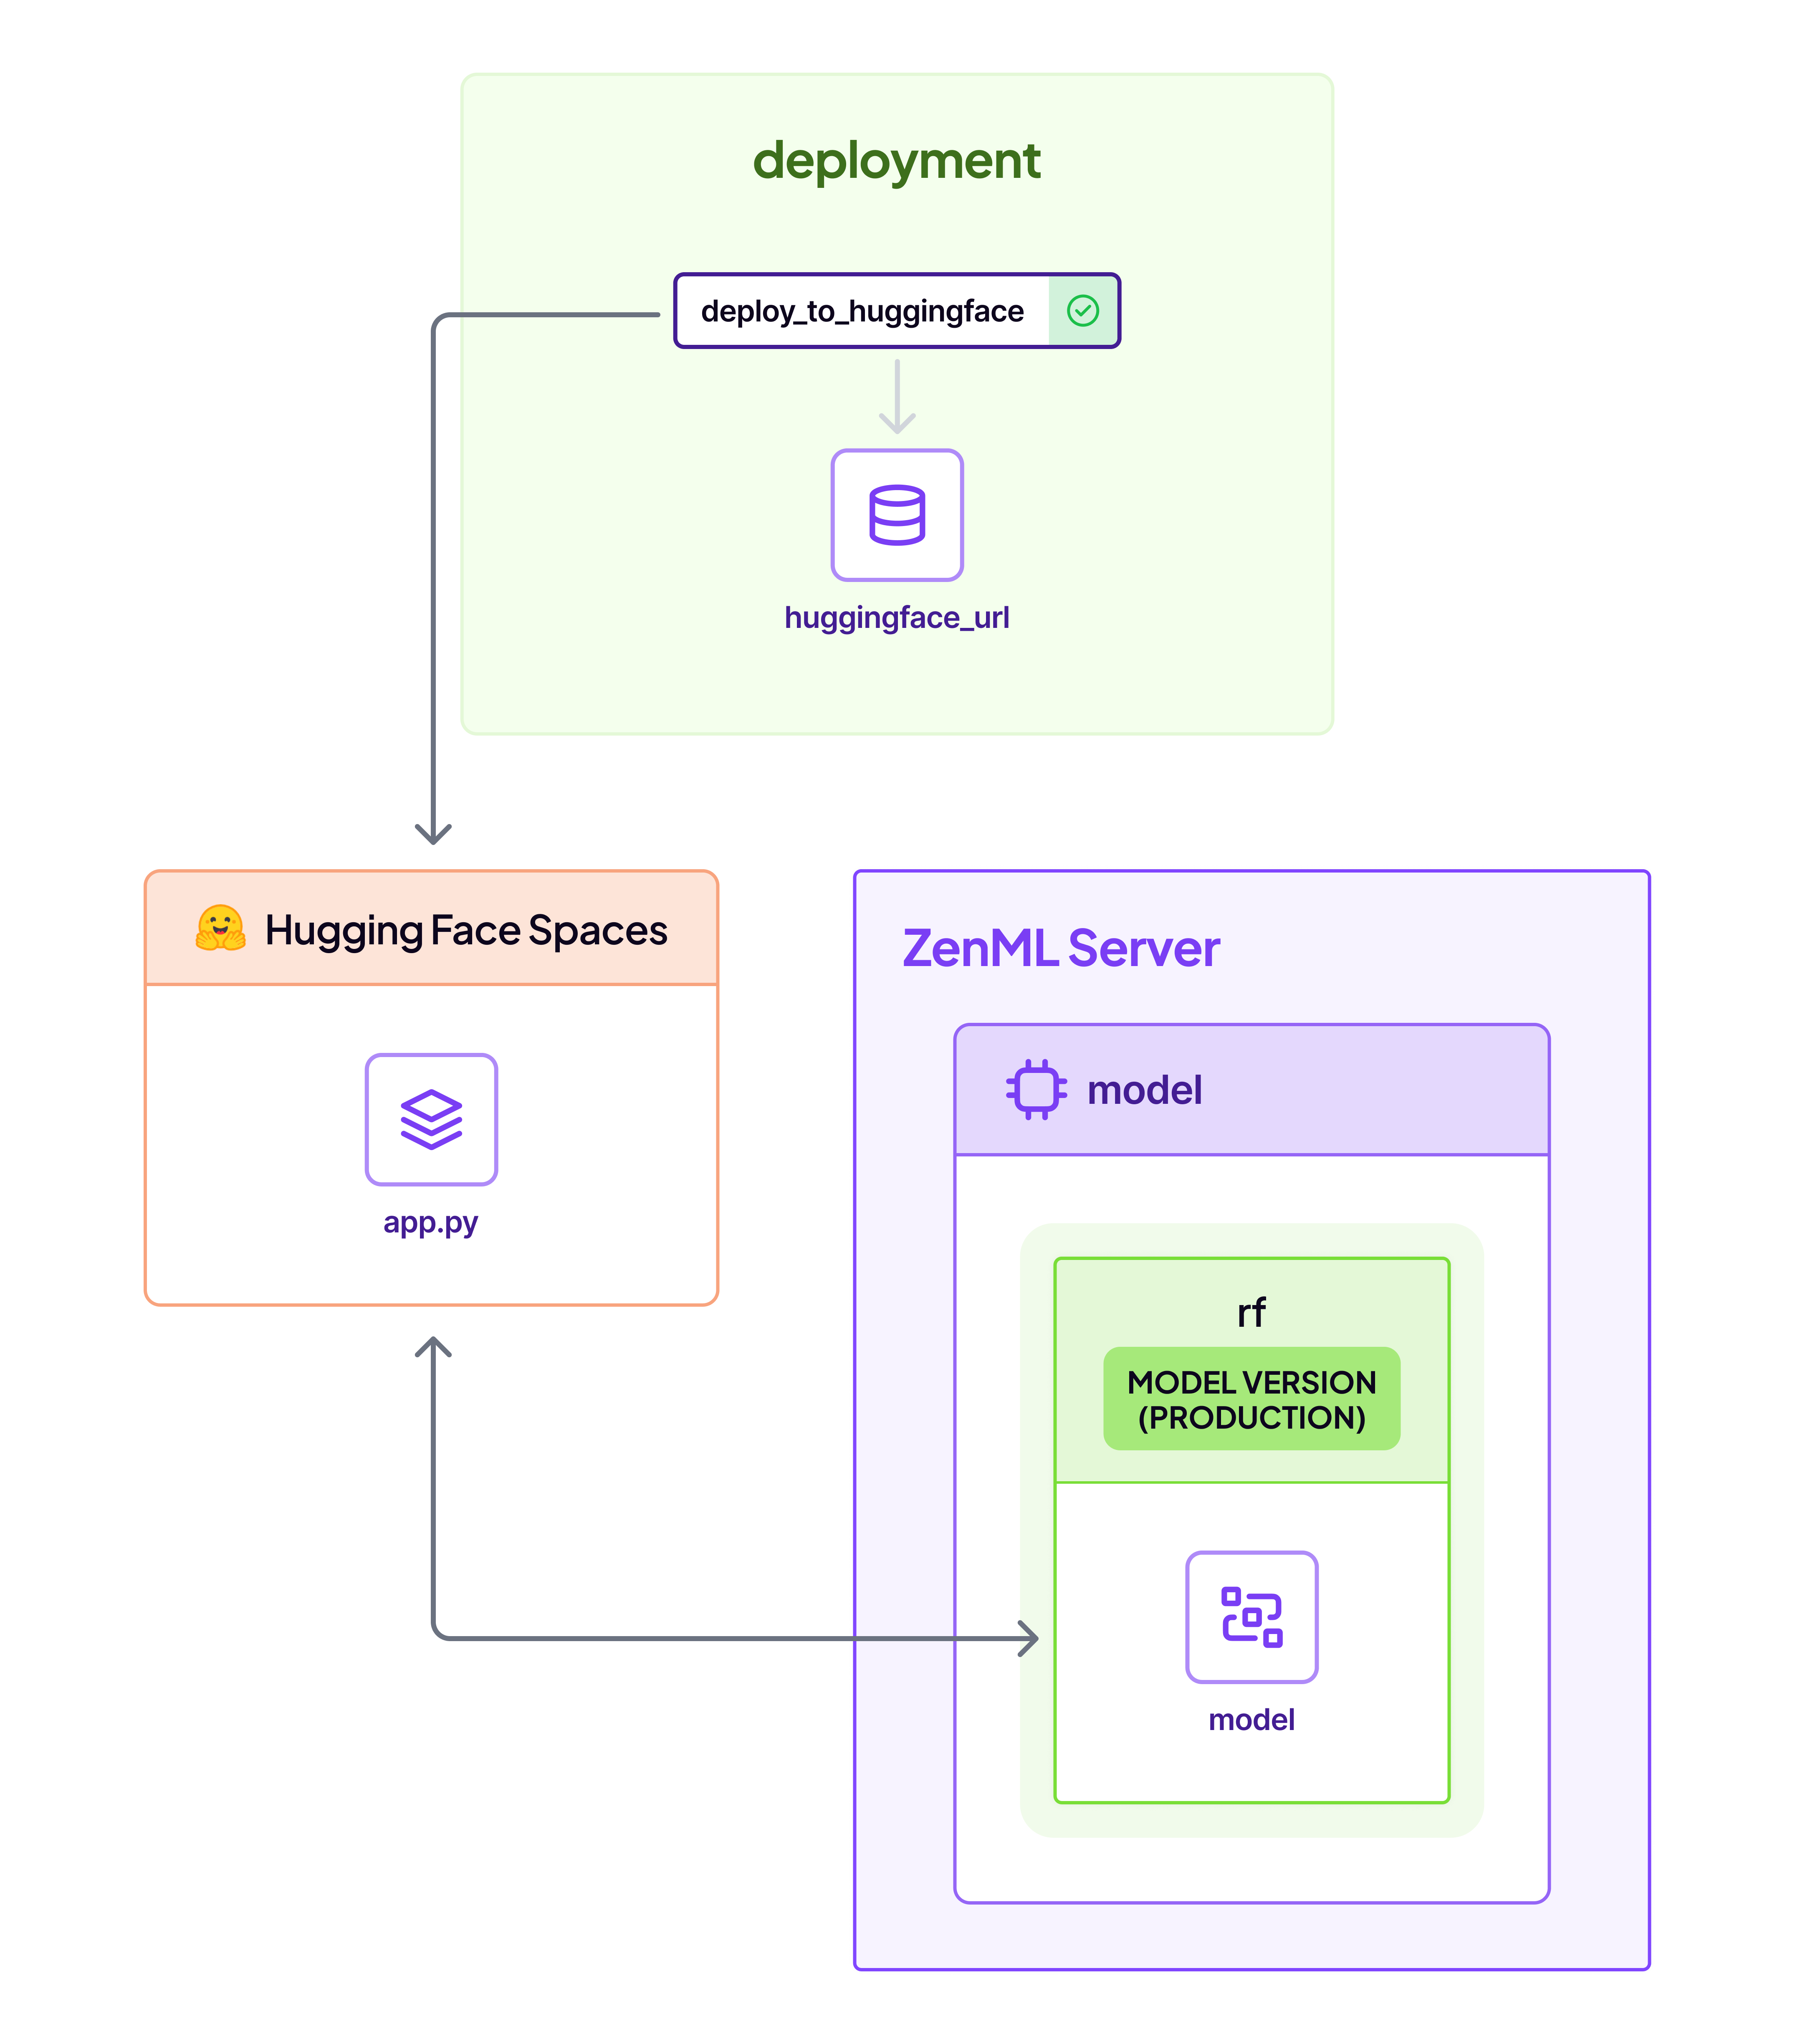 deployment
deploy_to_huggingface
huggingface_url
Hugging Face Spaces
app.py
ZenML Server
model
rf
MODEL VERSION
(PRODUCTION)
model